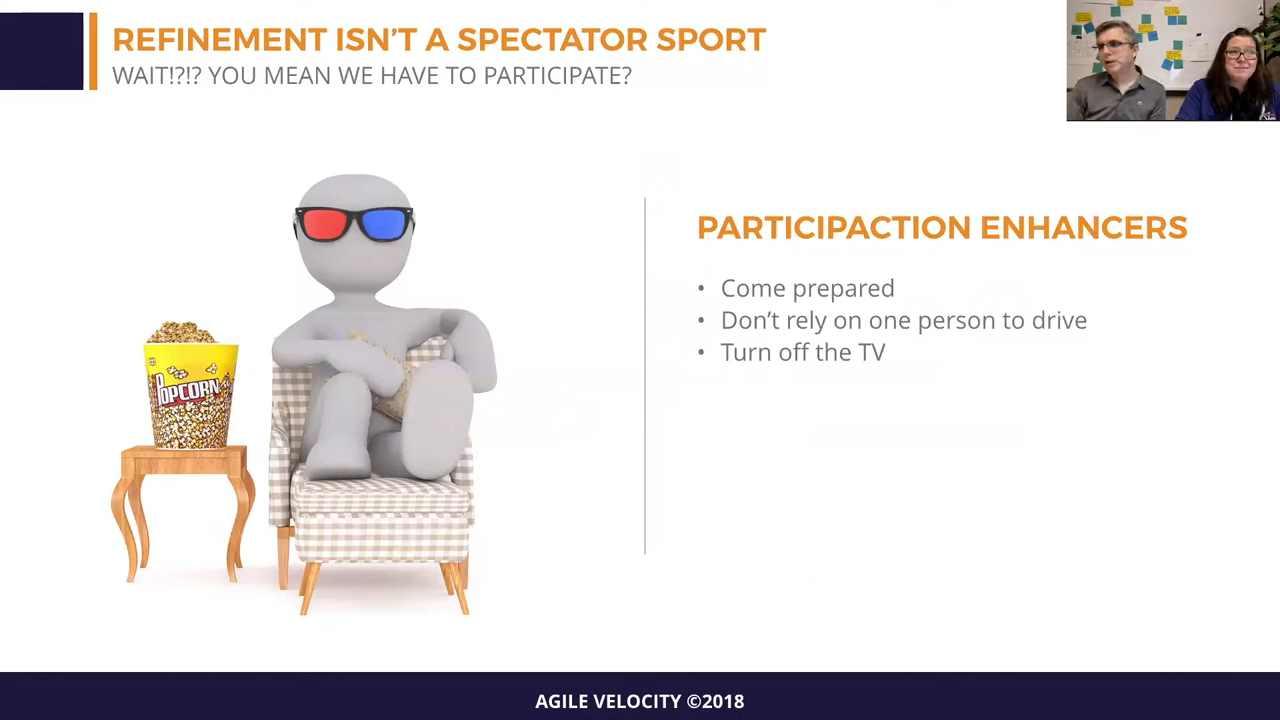 REFINEMENT ISN'T A SPECTATOR SPORT
WAIT!?!? YOU MEAN WE HAVE TO PARTICIPATE?
PARTICIPACTION ENHANCERS
• Come prepared
• Don't rely on one person to drive
• Turn off the TV
POPCORN
AGILE VELOCITY ©2018